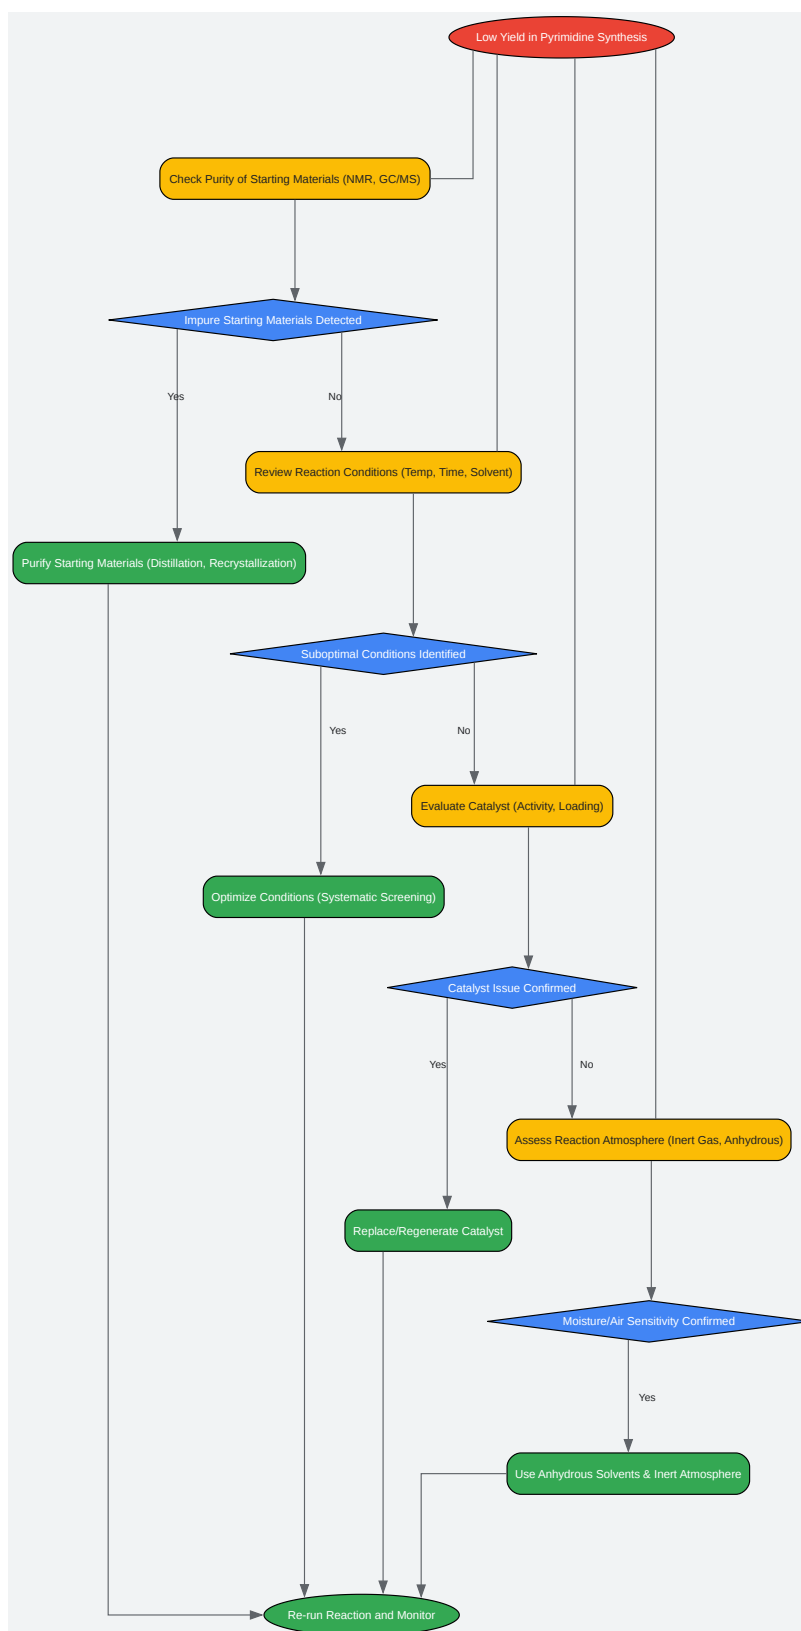 Low Yield in Pyrimidine Synthesis
Check Purity of Starting Materials (NMR, GC/MS)
Impure Starting Materials Detected
Yes
No
Review Reaction Conditions (Temp, Time, Solvent)
Purify Starting Materials (Distillation, Recrystallization)
Suboptimal Conditions Identified
Yes
No
Evaluate Catalyst (Activity, Loading)
Optimize Conditions (Systematic Screening)
Catalyst Issue Confirmed
Yes
No
Assess Reaction Atmosphere (Inert Gas, Anhydrous)
Replace/Regenerate Catalyst
Moisture/Air Sensitivity Confirmed
Yes
Use Anhydrous Solvents & Inert Atmosphere
Re-run Reaction and Monitor